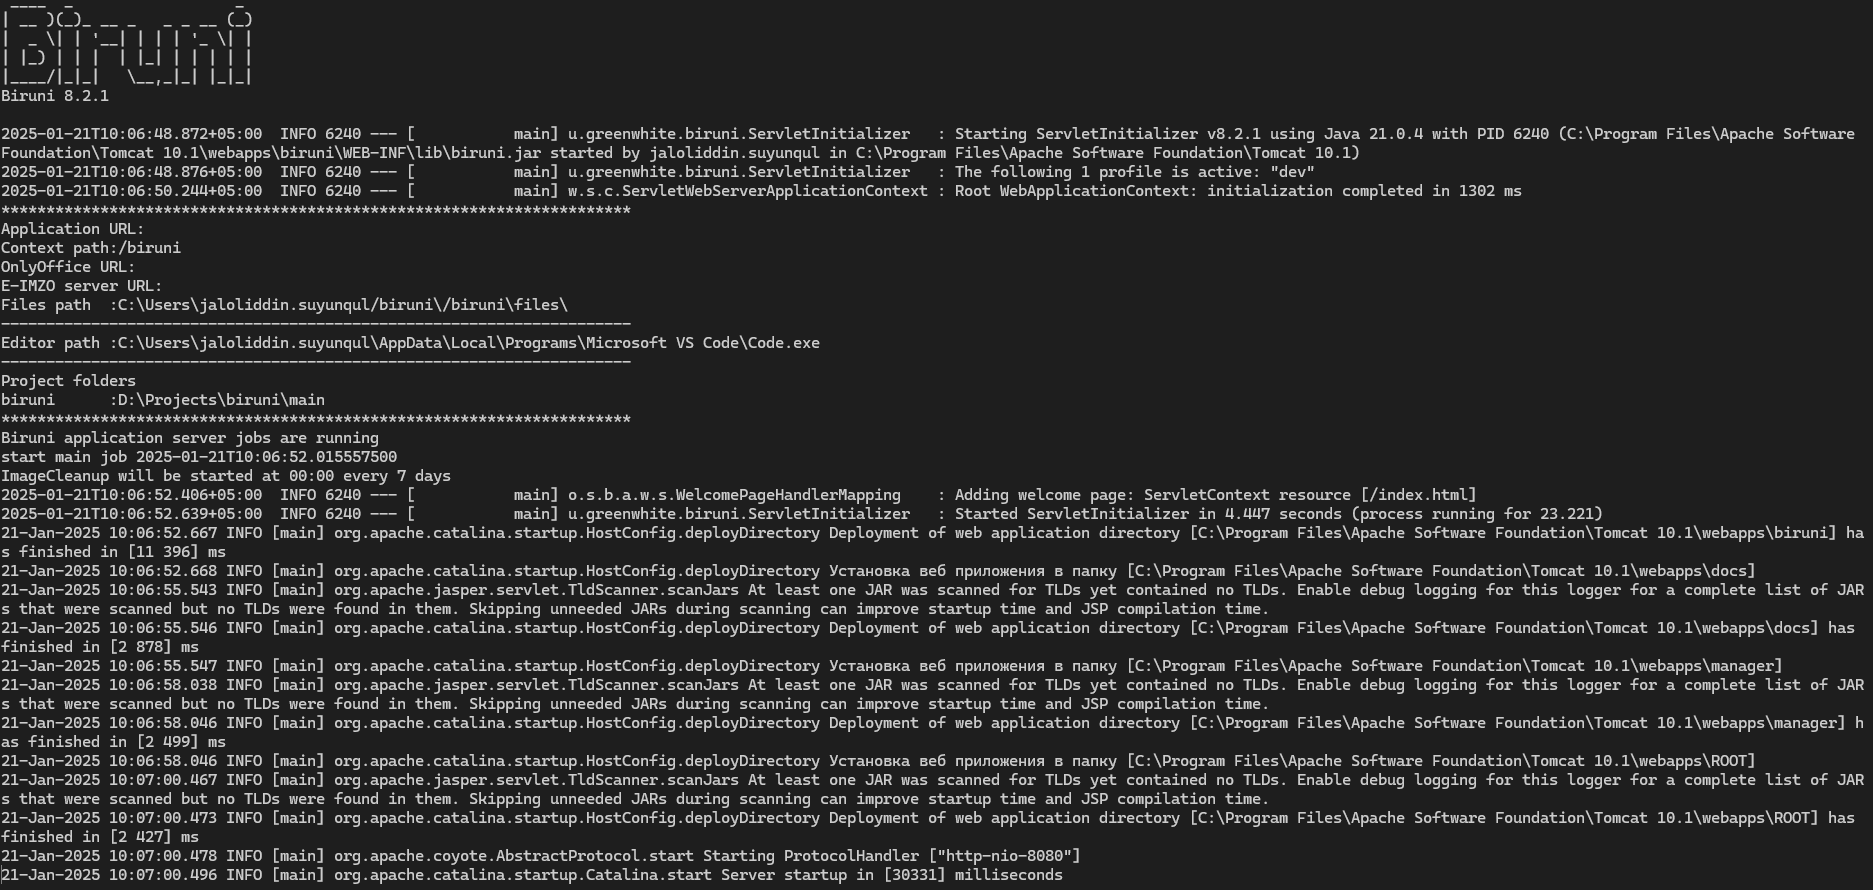 ____  _                  _
| __ )(_)_ __ _   _ _ __ (_)
|  _ \| | '__| | | | '_ \| |
| |_) | | |  | |_| | | | | |
|____/|_|_|   \__,_|_| |_|_|
Biruni 8.2.1
2025-01-21T10:06:48.872+05:00  INFO 6240 --- [           main] u.greenwhite.biruni.ServletInitializer   : Starting ServletInitializer v8.2.1 using Java 21.0.4 with PID 6240 (C:\Program Files\Apache Software
Foundation\Tomcat 10.1\webapps\biruni\WEB-INF\lib\biruni.jar started by jaloliddin.suyunqul in C:\Program Files\Apache Software Foundation\Tomcat 10.1)
2025-01-21T10:06:48.876+05:00  INFO 6240 --- [           main] u.greenwhite.biruni.ServletInitializer   : The following 1 profile is active: "dev"
2025-01-21T10:06:50.244+05:00  INFO 6240 --- [           main] w.s.c.ServletWebServerApplicationContext : Root WebApplicationContext: initialization completed in 1302 ms
**********************************************************************
Application URL:
Context path:/biruni
OnlyOffice URL:
E-IMZO server URL:
Files path  :C:\Users\jaloliddin.suyunqul/biruni\/biruni\files\
----------------------------------------------------------------------
Editor path :C:\Users\jaloliddin.suyunqul\AppData\Local\Programs\Microsoft VS Code\Code.exe
----------------------------------------------------------------------
Project folders
biruni      :D:\Projects\biruni\main
**********************************************************************
Biruni application server jobs are running
start main job 2025-01-21T10:06:52.015557500
ImageCleanup will be started at 00:00 every 7 days
2025-01-21T10:06:52.406+05:00  INFO 6240 --- [           main] o.s.b.a.w.s.WelcomePageHandlerMapping    : Adding welcome page: ServletContext resource [/index.html]
2025-01-21T10:06:52.639+05:00  INFO 6240 --- [           main] u.greenwhite.biruni.ServletInitializer   : Started ServletInitializer in 4.447 seconds (process running for 23.221)
21-Jan-2025 10:06:52.667 INFO [main] org.apache.catalina.startup.HostConfig.deployDirectory Deployment of web application directory [C:\Program Files\Apache Software Foundation\Tomcat 10.1\webapps\biruni] ha
s finished in [11 396] ms
21-Jan-2025 10:06:52.668 INFO [main] org.apache.catalina.startup.HostConfig.deployDirectory Установка веб приложения в папку [C:\Program Files\Apache Software Foundation\Tomcat 10.1\webapps\docs]
21-Jan-2025 10:06:55.543 INFO [main] org.apache.jasper.servlet.TldScanner.scanJars At least one JAR was scanned for TLDs yet contained no TLDs. Enable debug logging for this logger for a complete list of JAR
s that were scanned but no TLDs were found in them. Skipping unneeded JARs during scanning can improve startup time and JSP compilation time.
21-Jan-2025 10:06:55.546 INFO [main] org.apache.catalina.startup.HostConfig.deployDirectory Deployment of web application directory [C:\Program Files\Apache Software Foundation\Tomcat 10.1\webapps\docs] has
finished in [2 878] ms
21-Jan-2025 10:06:55.547 INFO [main] org.apache.catalina.startup.HostConfig.deployDirectory Установка веб приложения в папку [C:\Program Files\Apache Software Foundation\Tomcat 10.1\webapps\manager]
21-Jan-2025 10:06:58.038 INFO [main] org.apache.jasper.servlet.TldScanner.scanJars At least one JAR was scanned for TLDs yet contained no TLDs. Enable debug logging for this logger for a complete list of JAR
s that were scanned but no TLDs were found in them. Skipping unneeded JARs during scanning can improve startup time and JSP compilation time.
21-Jan-2025 10:06:58.046 INFO [main] org.apache.catalina.startup.HostConfig.deployDirectory Deployment of web application directory [C:\Program Files\Apache Software Foundation\Tomcat 10.1\webapps\manager] h
as finished in [2 499] ms
21-Jan-2025 10:06:58.046 INFO [main] org.apache.catalina.startup.HostConfig.deployDirectory Установка веб приложения в папку [C:\Program Files\Apache Software Foundation\Tomcat 10.1\webapps\ROOT]
21-Jan-2025 10:07:00.467 INFO [main] org.apache.jasper.servlet.TldScanner.scanJars At least one JAR was scanned for TLDs yet contained no TLDs. Enable debug logging for this logger for a complete list of JAR
s that were scanned but no TLDs were found in them. Skipping unneeded JARs during scanning can improve startup time and JSP compilation time.
21-Jan-2025 10:07:00.473 INFO [main] org.apache.catalina.startup.HostConfig.deployDirectory Deployment of web application directory [C:\Program Files\Apache Software Foundation\Tomcat 10.1\webapps\ROOT] has
finished in [2 427] ms
21-Jan-2025 10:07:00.478 INFO [main] org.apache.coyote.AbstractProtocol.start Starting ProtocolHandler ["http-nio-8080"]
21-Jan-2025 10:07:00.496 INFO [main] org.apache.catalina.startup.Catalina.start Server startup in [30331] milliseconds